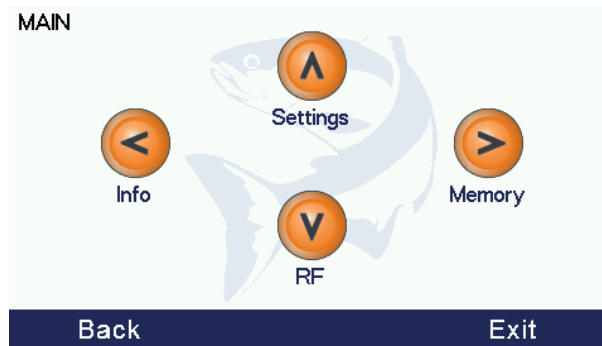 MAIN
Settings
Info
Memory
RF
Back Exit